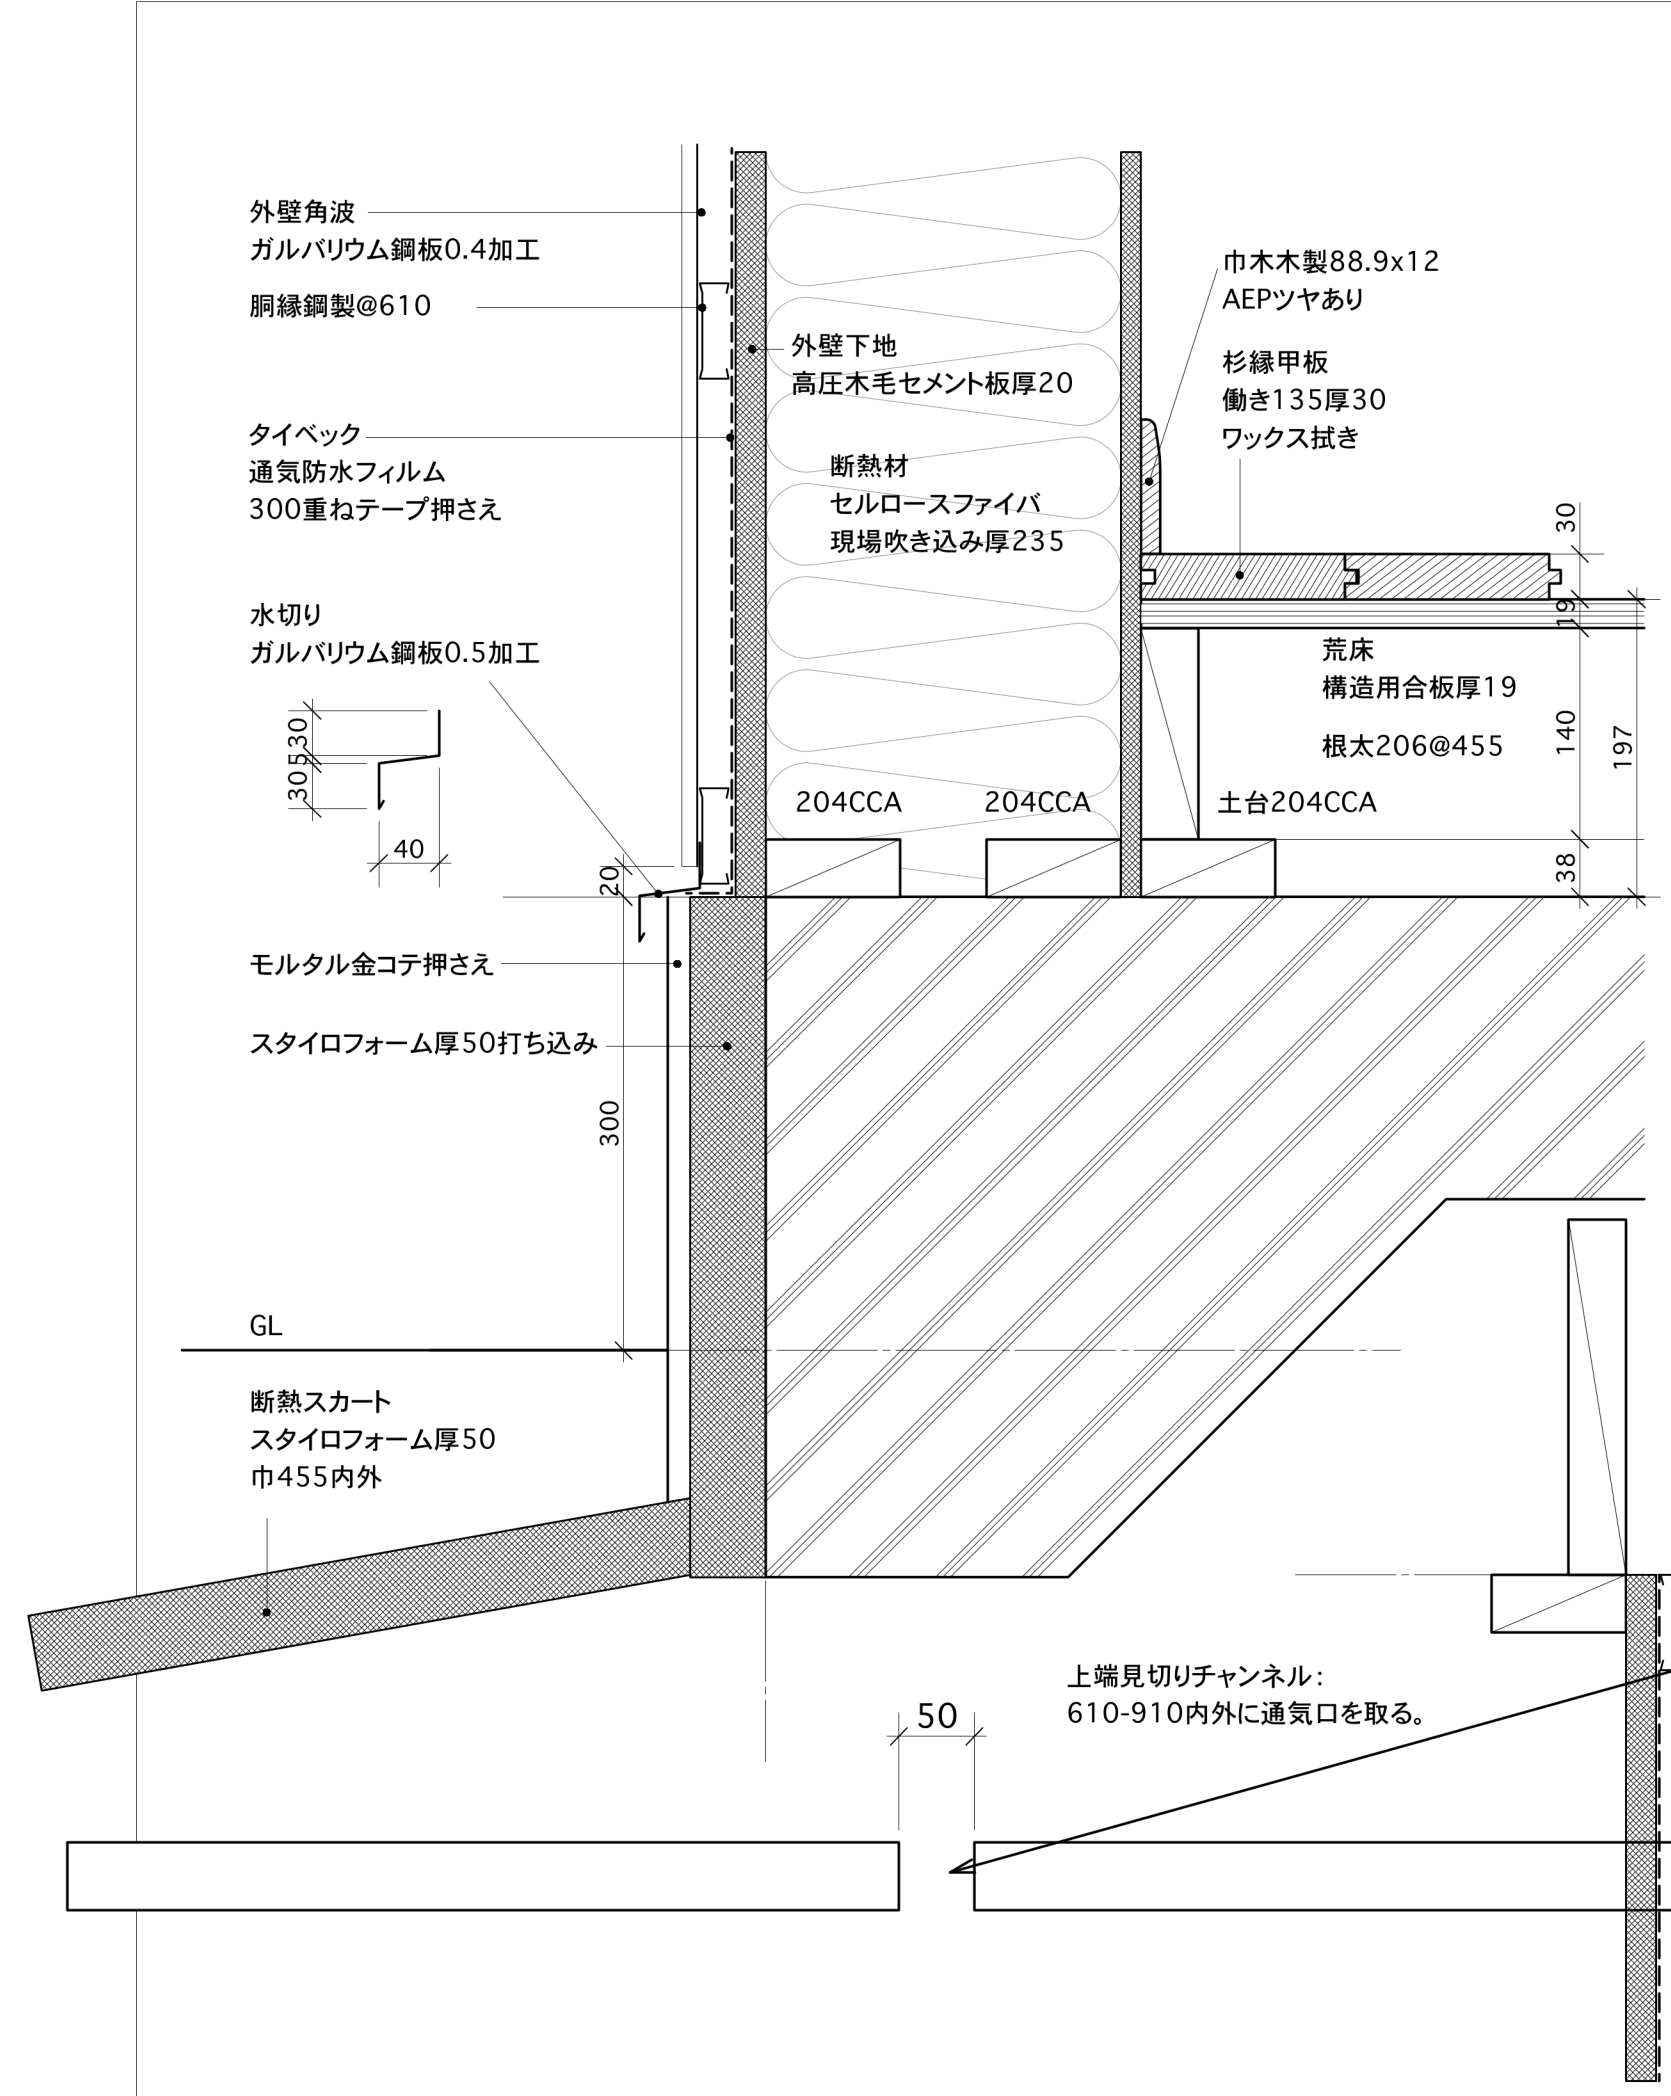 外壁角波
ガルバリウム鋼板0.4加工
胴縁鋼製@610
タイベック
通気防水フィルム
300重ねテープ押さえ
水切り
ガルバリウム鋼板0.5加工
30
5
30
40
外壁下地
高圧木毛セメント板厚20
断熱材
セルロースファイバ
現場吹き込み厚235
巾木木製88.9x12
AEPツヤあり
杉縁甲板
働き135厚30
ワックス拭き
30
19
荒床
構造用合板厚19
根太206@455
140
197
204CCA
204CCA
土台204CCA
38
20
モルタル金コテ押さえ
スタイロフォーム厚50打ち込み
300
GL
断熱スカート
スタイロフォーム厚50
巾455内外
上端見切りチャンネル：
610-910内外に通気口を取る。
50